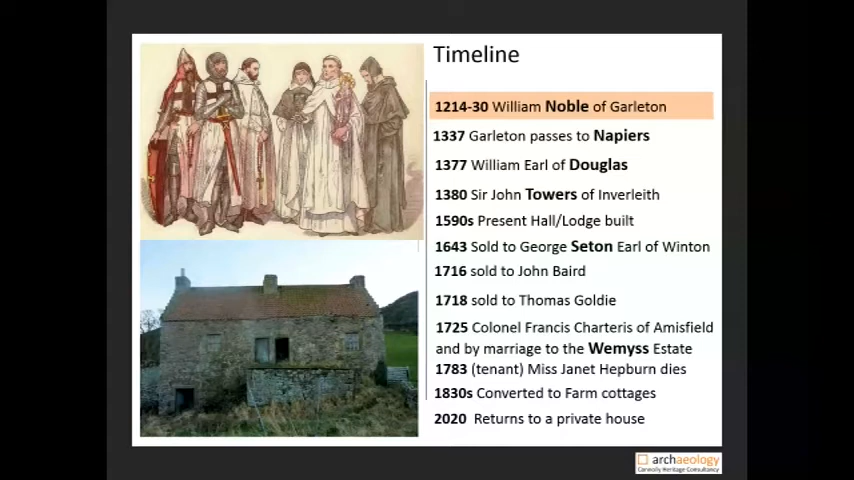 Timeline
1214-30 William Noble of Garleton
1337 Garleton passes to Napiers
1377 William Earl of Douglas
1380 Sir John Towers of Inverleith
1590s Present Hall/Lodge built
1643 Sold to George Seton Earl of Winton
1716 sold to John Baird
1718 sold to Thomas Goldie
1725 Colonel Francis Charteris of Amisfield
and by marriage to the Wemyss Estate
1783 (tenant) Miss Janet Hepburn dies
1830s Converted to Farm cottages
2020 Returns to a private house
archaeology
Connolly Heritage Consultancy